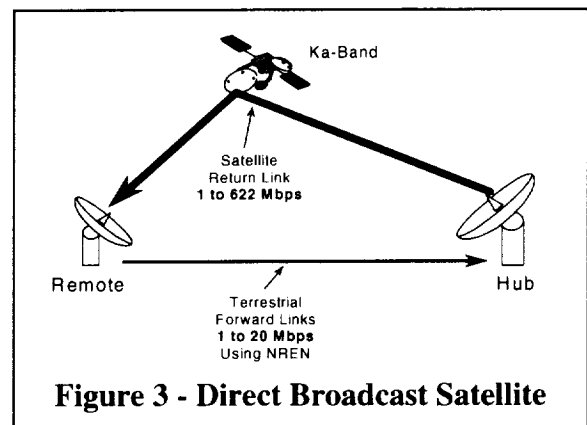 Ka-Band
Satellite
Return Link
1 to 622 Mbps
Remote
Hub
Terrestrial
Forward Links
1 to 20 Mbps
Using NREN
Figure 3 - Direct Broadcast Satellite